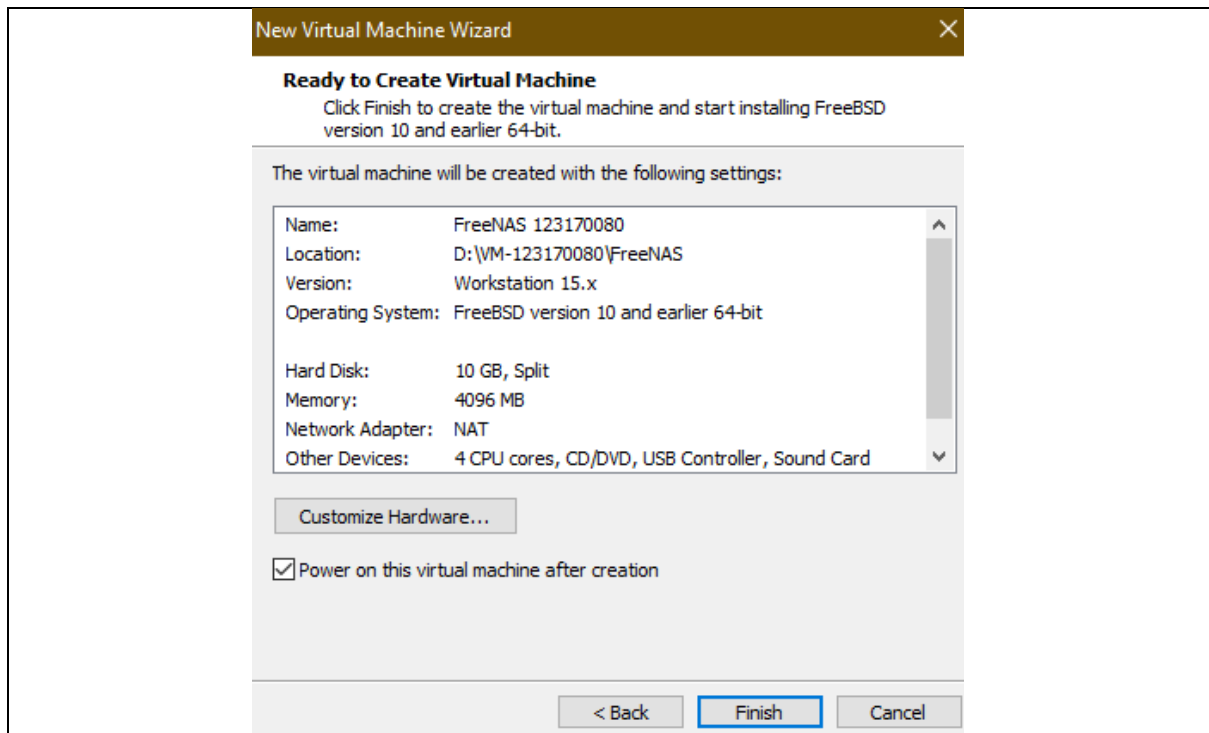 New Virtual Machine Wizard
Ready to Create Virtual Machine
Click Finish to create the virtual machine and start installing FreeBSD
version 10 and earlier 64-bit.
The virtual machine will be created with the following settings:
Name: FreeNAS 123170080
Location: D:\VM-123170080\FreeNAS
Version: Workstation 15.x
Operating System: FreeBSD version 10 and earlier 64-bit
Hard Disk: 10 GB, Split
Memory: 4096 MB
Network Adapter: NAT
Other Devices: 4 CPU cores, CD/DVD, USB Controller, Sound Card
Customize Hardware...
Power on this virtual machine after creation
< Back Finish Cancel